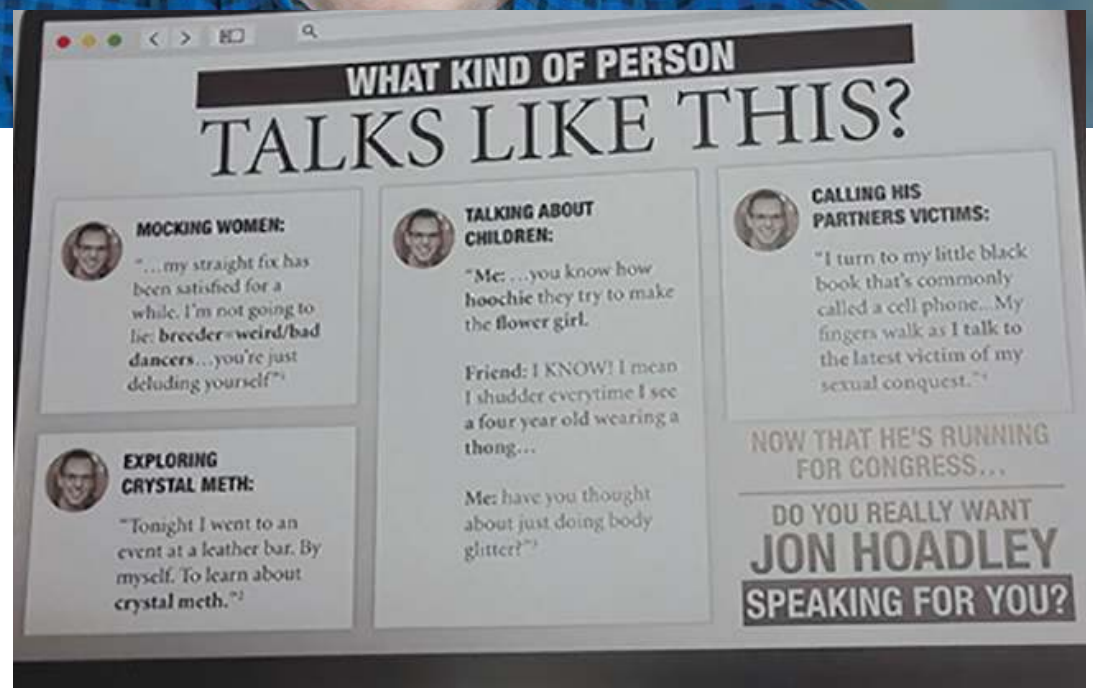 WHAT KIND OF PERSON
TALKS LIKE THIS?
MOCKING WOMEN:
"...my straight fix has
been satisfied for a
while. I'm not going to
lie: breeder=weird/bad
dancers...you're just
deluding yourself"¹
EXPLORING
CRYSTAL METH:
"Tonight I went to an
event at a leather bar. By
myself. To learn about
crystal meth."²
TALKING ABOUT
CHILDREN:
"Me: ...you know how
hoochie they try to make
the flower girl.
Friend: I KNOW! I mean
I shudder everytime I see
a four year old wearing a
thong...
Me: have you thought
about just doing body
glitter?"³
CALLING HIS
PARTNERS VICTIMS:
"I turn to my little black
book that's commonly
called a cell phone...My
fingers walk as I talk to
the latest victim of my
sexual conquest."⁴
NOW THAT HE'S RUNNING
FOR CONGRESS...
DO YOU REALLY WANT
JON HOADLEY
SPEAKING FOR YOU?